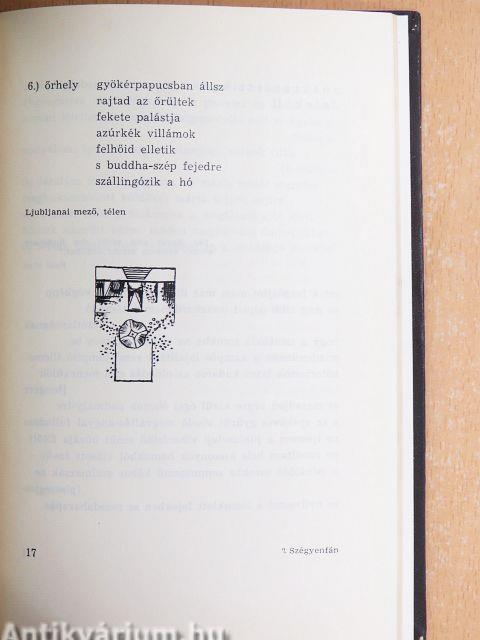 6.) őrhely gyökérpapucsban állsz
rajtad az őrültek
fekete palástja
azúrkék villámok
felhőid elletik
s buddha-szép fejedre
szállingózik a hó
Ljubljanai mező, télen
17
Szégyenfán
Antikvárium.hu